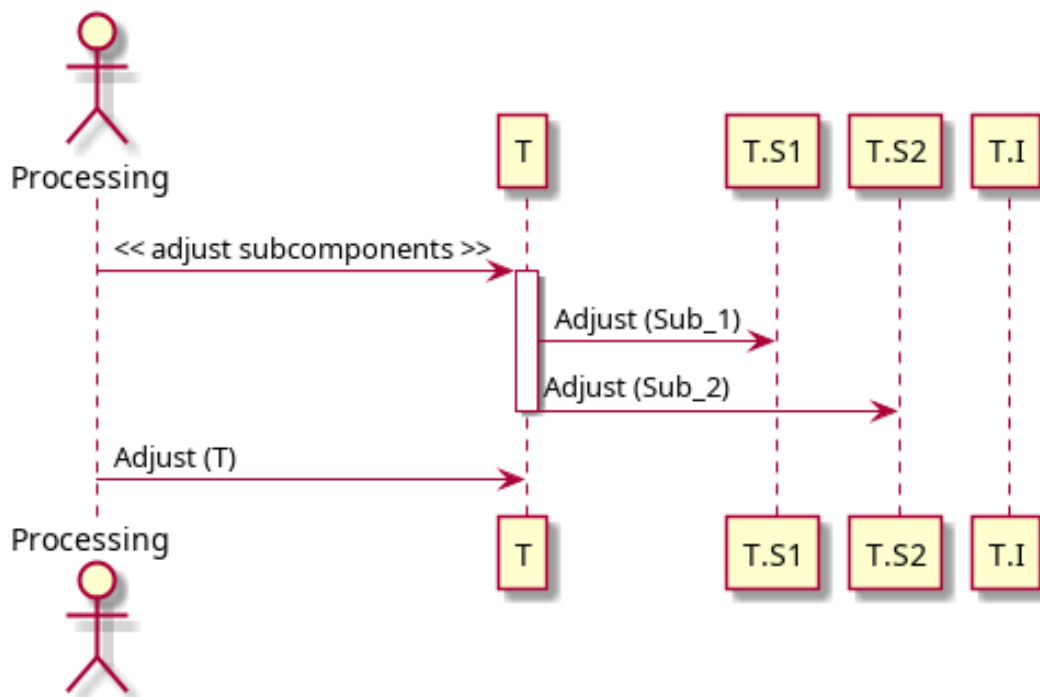 Processing
T
T.S1
T.S2
T.I
<< adjust subcomponents >>
Adjust (Sub_1)
Adjust (Sub_2)
Adjust (T)
Processing
T
T.S1
T.S2
T.I